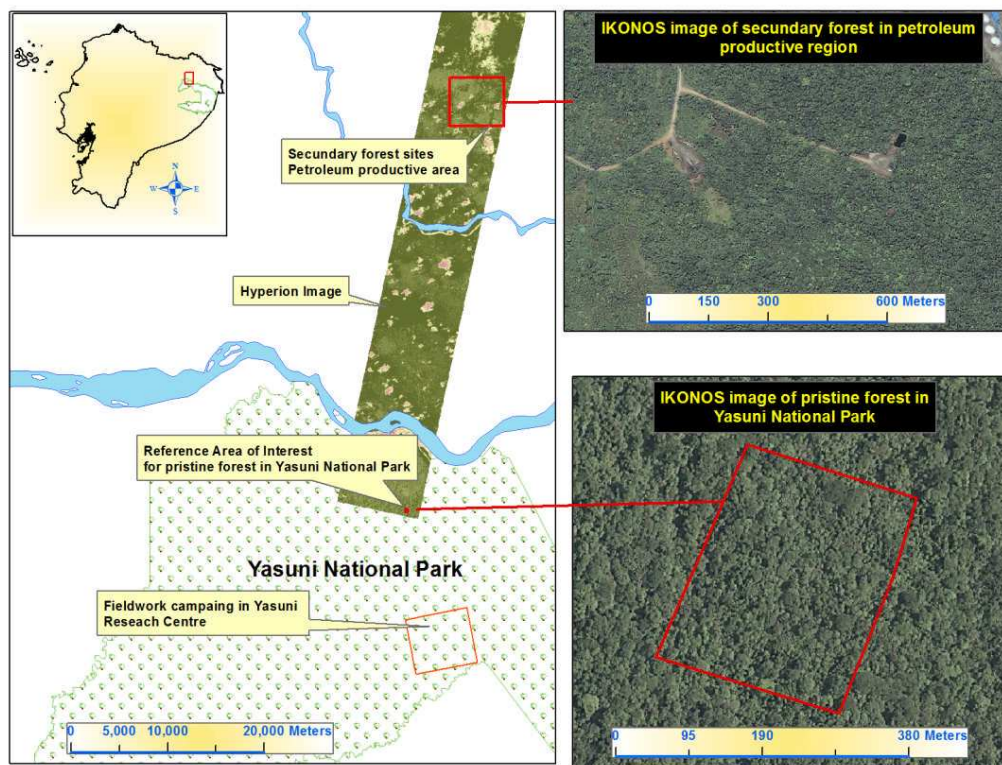 N
W E
S
Secundary forest sites
Petroleum productive area
Hyperion Image
Reference Area of Interest
for pristine forest in Yasuni National Park
Yasuni National Park
Fieldwork campaing in Yasuni
Reseach Centre
0 5,000 10,000 20,000 Meters
IKONOS image of secundary forest in petroleum
productive region
0 150 300 600 Meters
IKONOS image of pristine forest in
Yasuni National Park
0 95 190 380 Meters